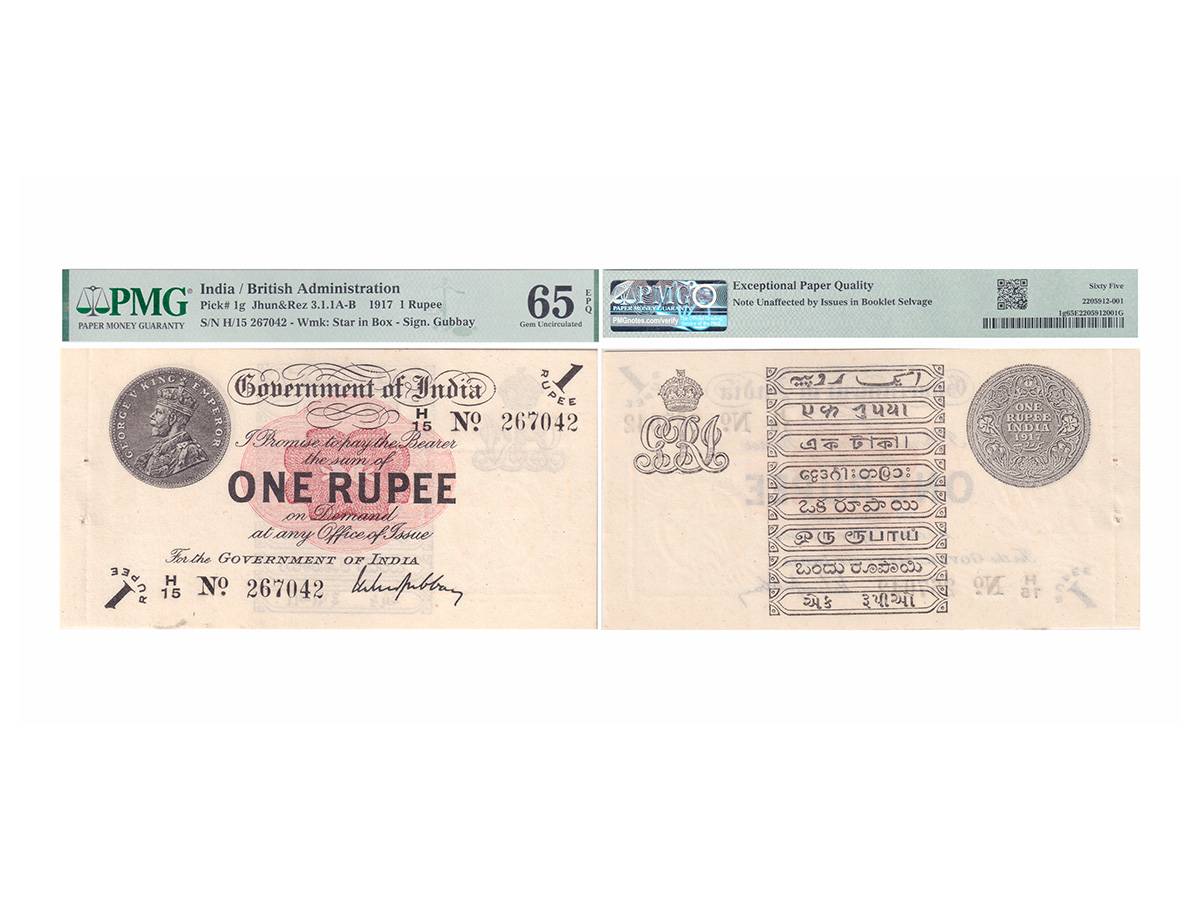 PMG
PAPER MONEY GUARANTY
India / British Administration
Pick# 1g Jhun&Rez 3.1.1A-B 1917 1 Rupee
S/N H/15 267042 - Wmk: Star in Box - Sign. Gubbay
65 EPQ
Gem Uncirculated
PMG
PAPER MONEY GUARANTY
PMGnotes.com/verify
Exceptional Paper Quality
Note Unaffected by Issues in Booklet Selvage
Sixty Five
2205912-001
1g65E2205912001G
GEORGE V KING EMPEROR
Government of India
1 RUPEE
H/15 No. 267042
I Promise to pay the Bearer
the sum of
ONE RUPEE
on Demand
at any Office of Issue
For the GOVERNMENT OF INDIA
1 RUPEE
H/15 No. 267042
GRI
एक रुपया
এক টাকা।
ఒక రూపాయి
ஒரு ரூபாய்
ಒಂದು ರೂಪಾಯಿ
એક રૂપીઓ
ONE
RUPEE
INDIA
1917